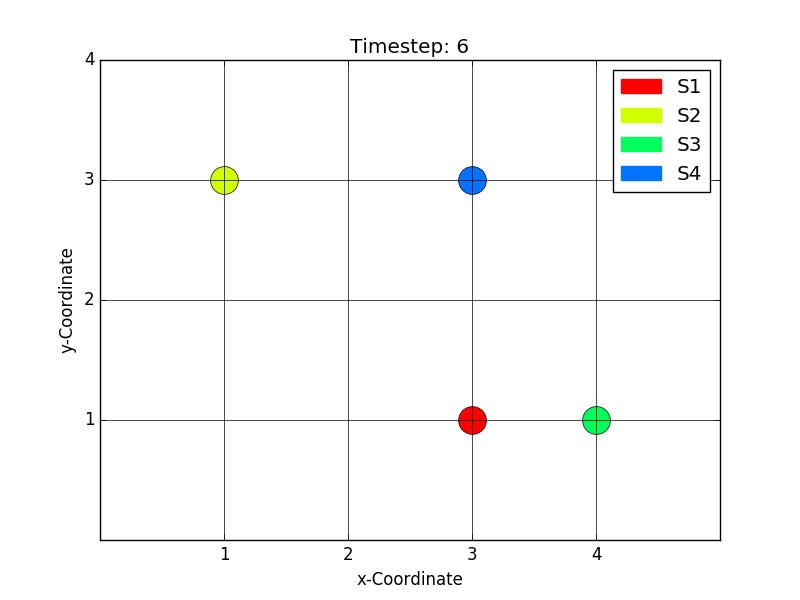 Timestep: 6
S1
S2
S3
S4
4
3
2
1
y-Coordinate
1 2 3 4
x-Coordinate